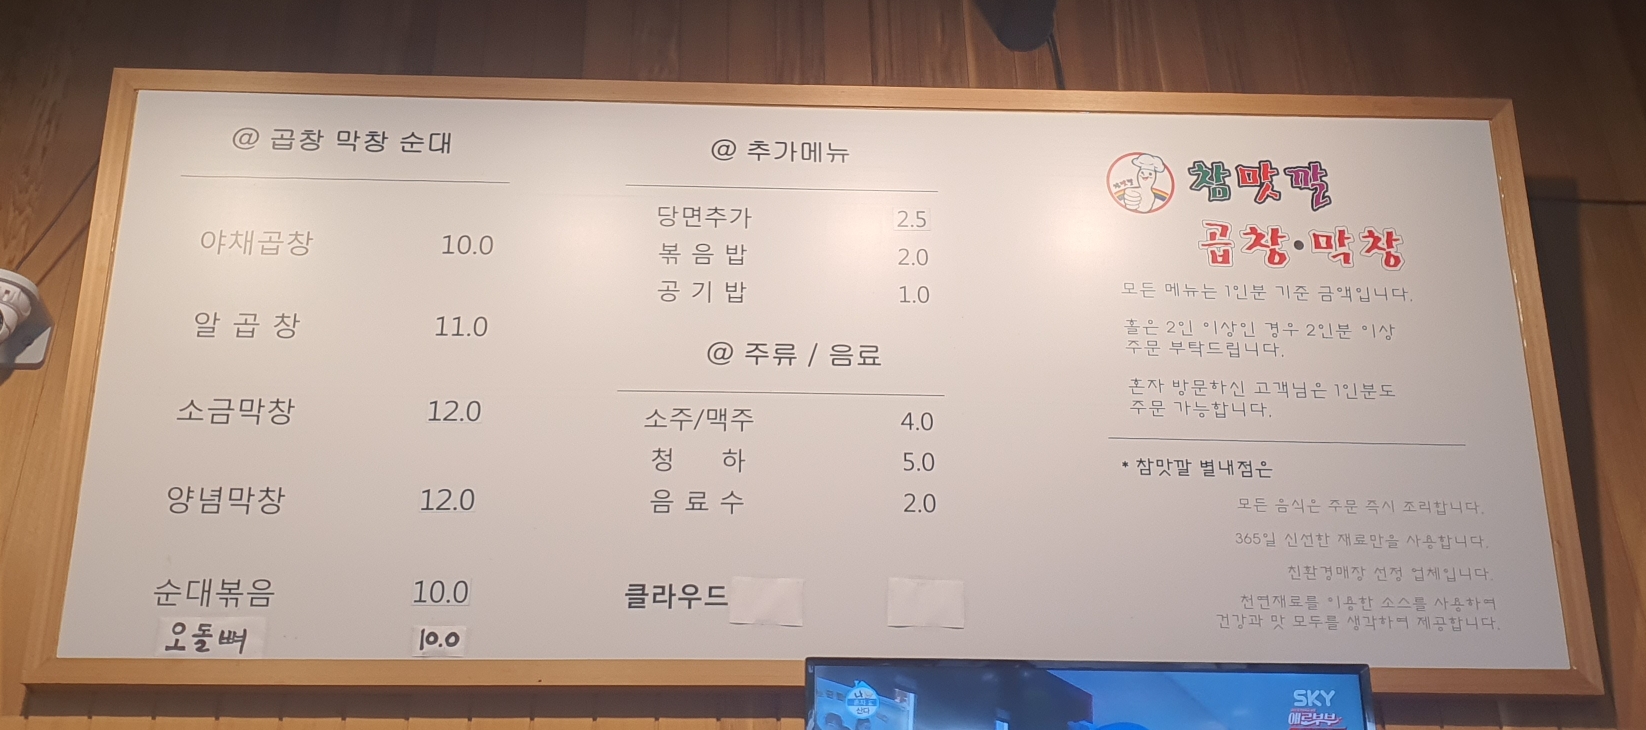 @ 곱창 막창 순대
야채곱창 10.0
알 곱 창 11.0
소금막창 12.0
양념막창 12.0
순대볶음 10.0
오돌뼈 10.0
@ 추가메뉴
당면추가 2.5
볶 음 밥 2.0
공 기 밥 1.0
@ 주류 / 음료
소주/맥주 4.0
청 하 5.0
음 료 수 2.0
클라우드
참맛깔
곱창·막창
모든 메뉴는 1인분 기준 금액입니다.
홀은 2인 이상인 경우 2인분 이상
주문 부탁드립니다.
혼자 방문하신 고객님은 1인분도
주문 가능합니다.
* 참맛깔 별내점은
모든 음식은 주문 즉시 조리합니다.
365일 신선한 재료만을 사용합니다.
친환경매장 선정 업체입니다.
천연재료를 이용한 소스를 사용하여
건강과 맛 모두를 생각하여 제공합니다.
SKY
애로부부